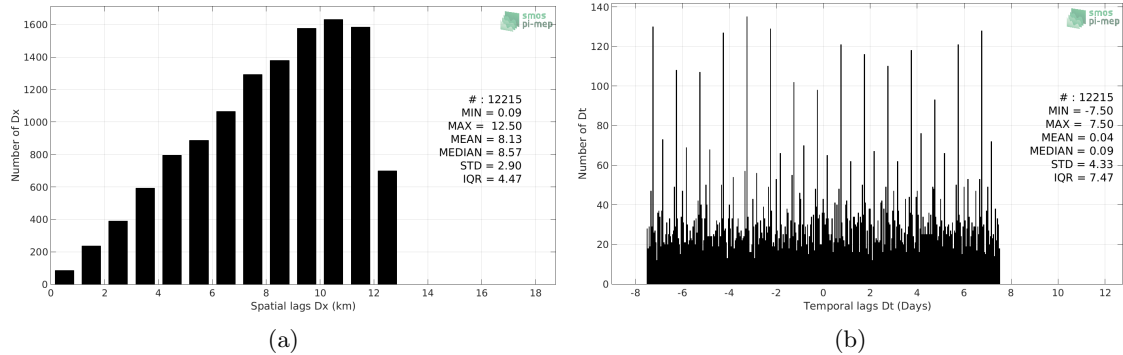 1600
1400
1200
1000
800
600
400
200
0
Number of Dx
smos
pi-mep
# : 12215
MIN = 0.09
MAX = 12.50
MEAN = 8.13
MEDIAN = 8.57
STD = 2.90
IQR = 4.47
0 2 4 6 8 10 12 14 16 18
Spatial lags Dx (km)
(a)
140
120
100
80
60
40
20
0
Number of Dt
smos
pi-mep
# : 12215
MIN = -7.50
MAX = 7.50
MEAN = 0.04
MEDIAN = 0.09
STD = 4.33
IQR = 7.47
-8 -6 -4 -2 0 2 4 6 8 10 12
Temporal lags Dt (Days)
(b)